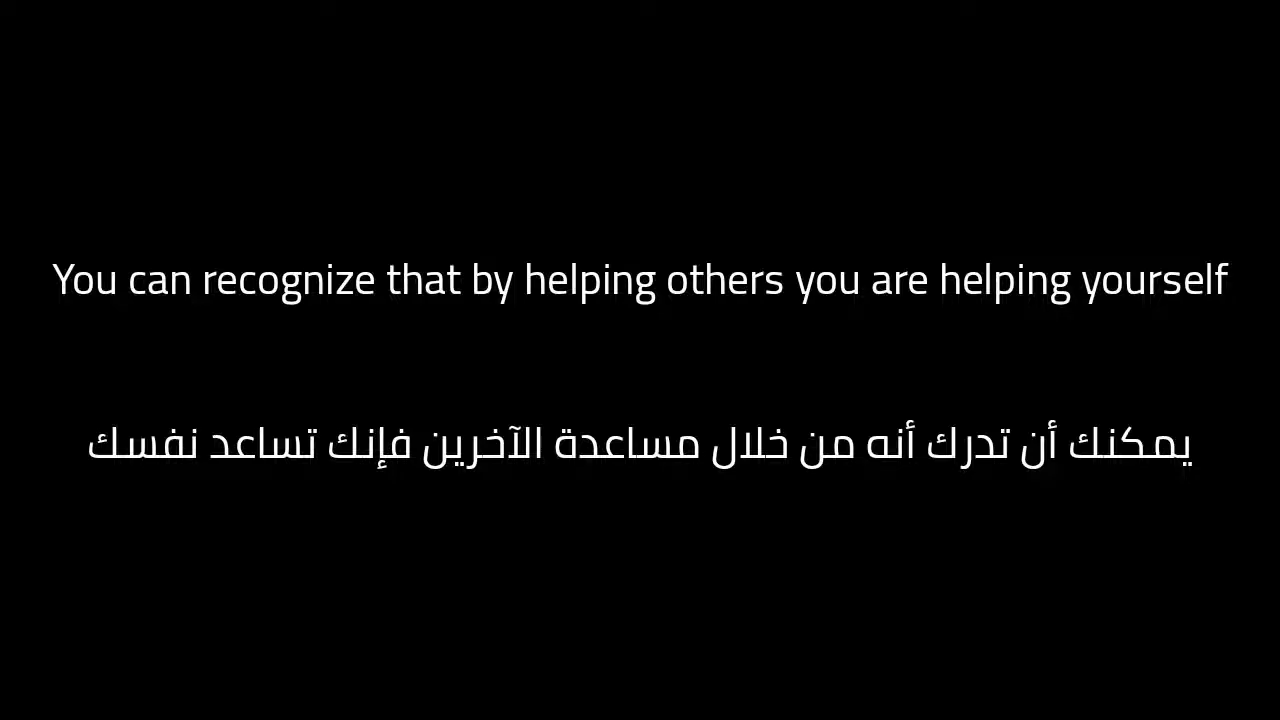 You can recognize that by helping others you are helping yourself
يمكنك أن تدرك أنه من خلال مساعدة الآخرين فإنك تساعد نفسك